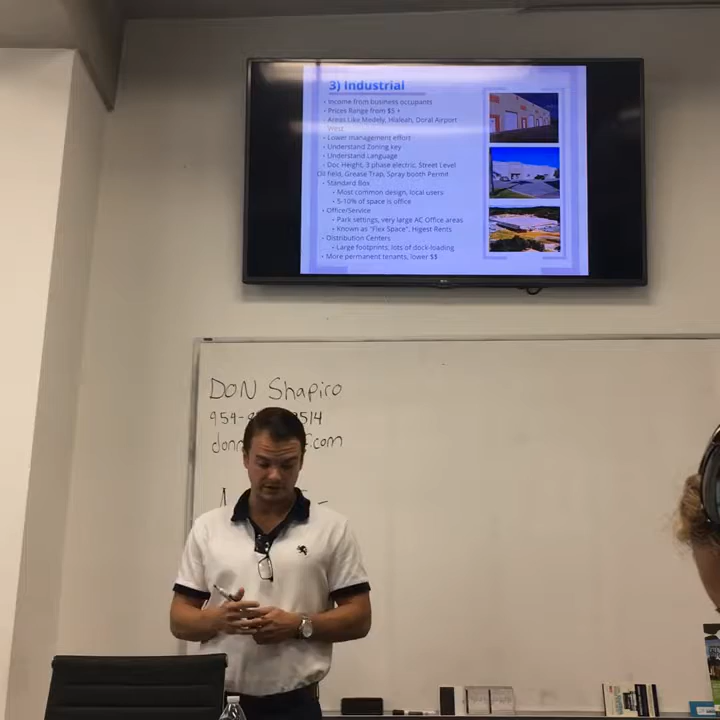 3) Industrial
- Income from business occupants
- Prices Range from $5 +
- Areas Like Medely, Hialeah, Doral Airport
West
- Lower management effort
- Understand Zoning key
- Understand Language
- Dor, Height, 3 phase electric, Street Level
Oil field, Grease Trap, Spray booth Permit
- Standard Box
- Most common design, local users
- 5-10% of space is office
- Office/Service
- Park settings, very large AC Office areas
- Known as "Flex Space", Higest Rents
- Distribution Centers
- Large footprints, lots of dock-loading
- More permanent tenants, lower $$
DON Shapiro
954-
514
.com